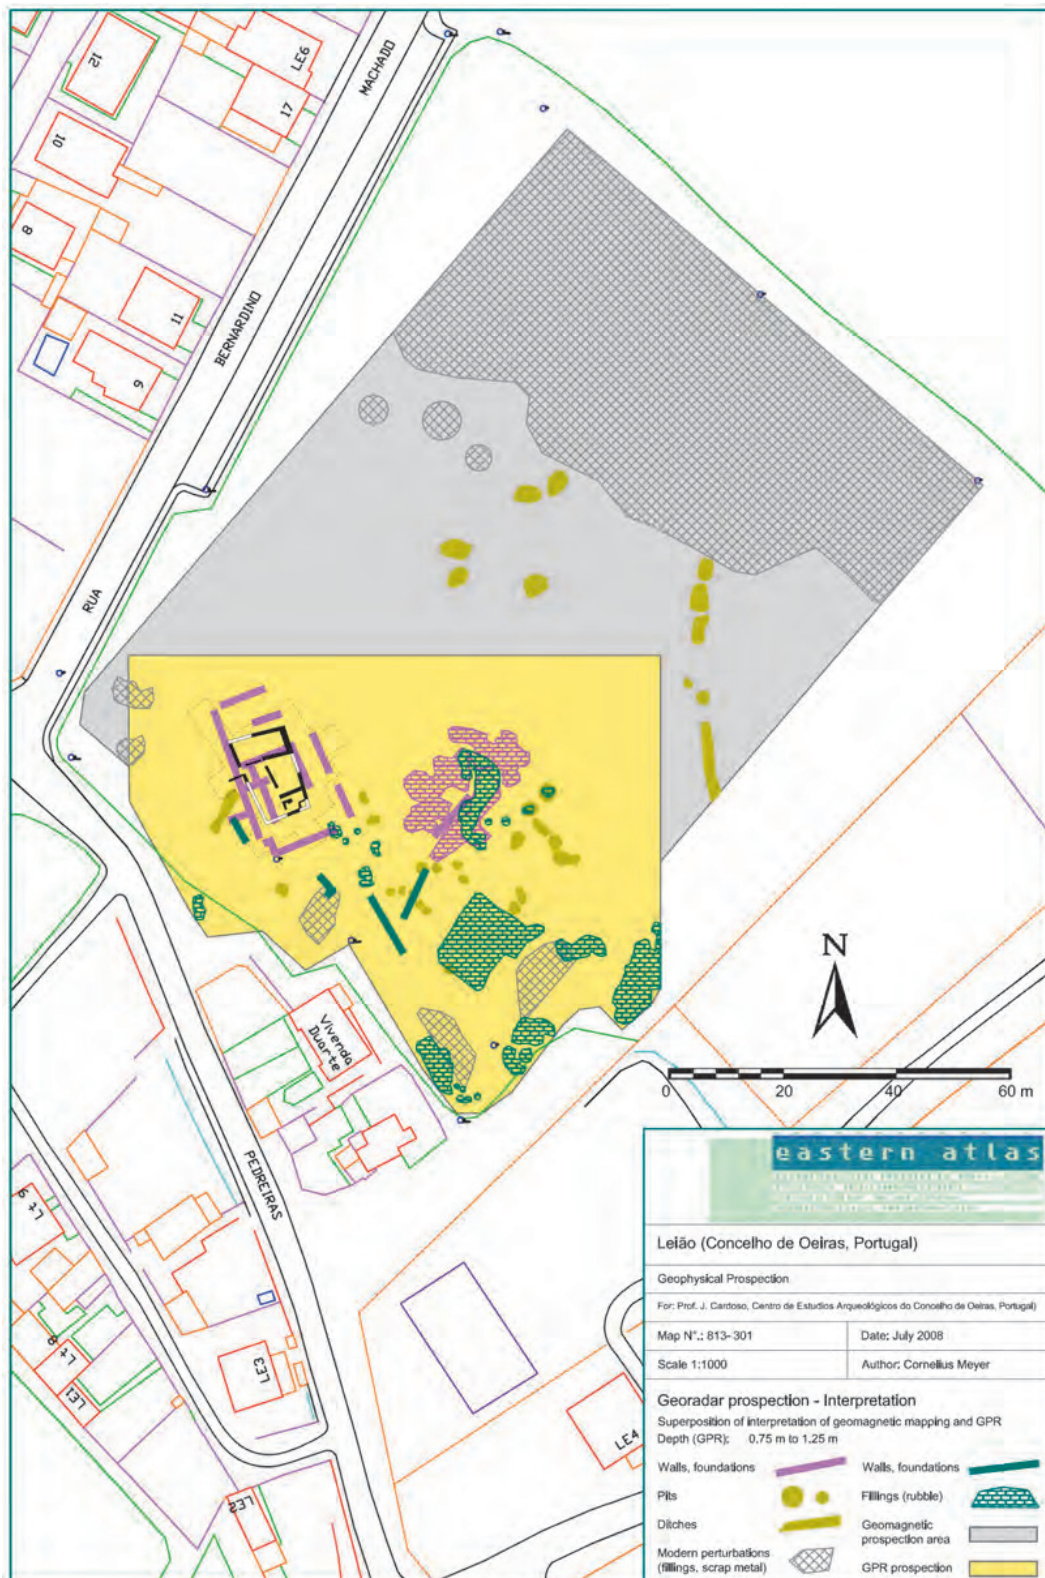 12
LE6
17
MACHADO
10
8
11
BERNARDINO
9
RUA
N
0 20 40 60 m
Vivenda
Duarte
PEDREIRAS
Lt 9
Lt 8
LE1
LE3
LE2
LE4
eastern atlas
Leião (Concelho de Oeiras, Portugal)
Geophysical Prospection
For: Prof. J. Cardoso, Centro de Estudios Arqueológicos do Concelho de Oeiras, Portugal)
Map N°.: 813-301
Date: July 2008
Scale 1:1000
Author: Cornelius Meyer
Georadar prospection - Interpretation
Superposition of interpretation of geomagnetic mapping and GPR
Depth (GPR): 0,75 m to 1,25 m
Walls, foundations
Walls, foundations
Pits
Fillings (rubble)
Ditches
Geomagnetic
prospection area
Modern perturbations
(fillings, scrap metal)
GPR prospection